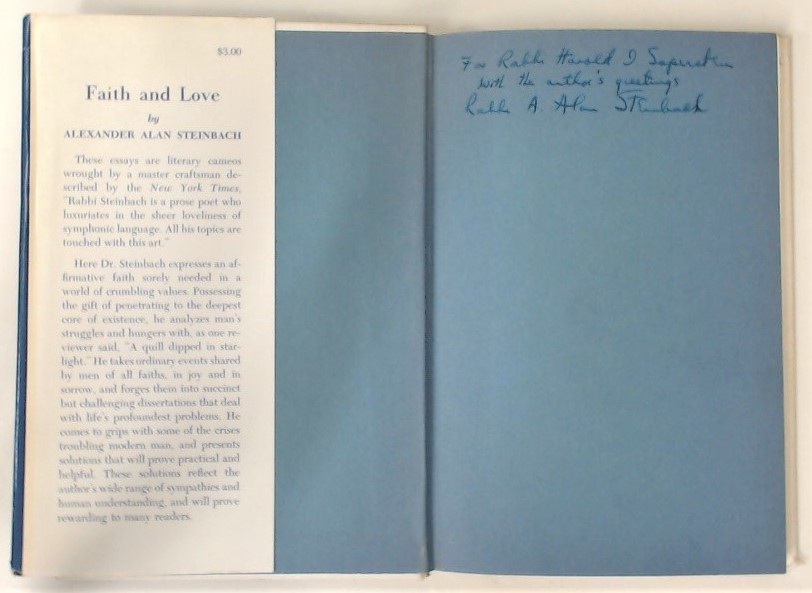 $3.00
Faith and Love
by
ALEXANDER ALAN STEINBACH
These essays are literary cameos
wrought by a master craftsman de-
scribed by the New York Times,
"Rabbi Steinbach is a prose poet who
luxuriates in the sheer loveliness of
symphonic language. All his topics are
touched with this art."
Here Dr. Steinbach expresses an af-
firmative faith sorely needed in a
world of crumbling values. Possessing
the gift of penetrating to the deepest
core of existence, he analyzes man's
struggles and hungers with, as one re-
viewer said, "A quill dipped in star-
light." He takes ordinary events shared
by men of all faiths, in joy and in
sorrow, and forges them into succinct
but challenging dissertations that deal
with life's profoundest problems. He
comes to grips with some of the crises
troubling modern man, and presents
solutions that will prove practical and
helpful. These solutions reflect the
author's wide range of sympathies and
human understanding, and will prove
rewarding to many readers.
For Rabbi Harold I Saperstein
with the author's greetings
Rabbi A. Alan Steinbach